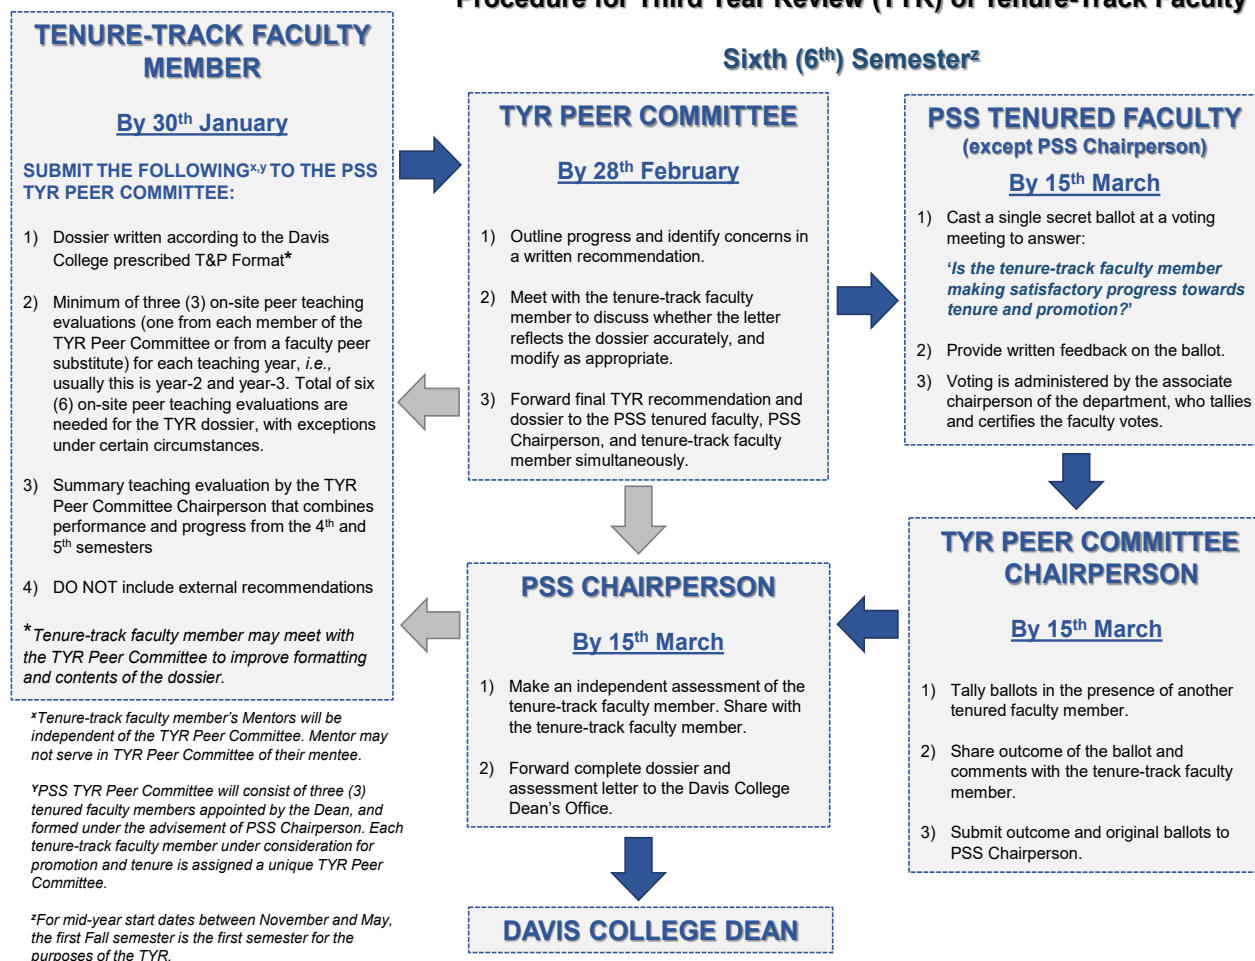 Procedure for Third Year Review (TYR) of Tenure-Track Faculty
Sixth (6th) Semesterz
TENURE-TRACK FACULTY
MEMBER
By 30th January
SUBMIT THE FOLLOWINGx,y TO THE PSS
TYR PEER COMMITTEE:
1) Dossier written according to the Davis
College prescribed T&P Format*
2) Minimum of three (3) on-site peer teaching
evaluations (one from each member of the
TYR Peer Committee or from a faculty peer
substitute) for each teaching year, i.e.,
usually this is year-2 and year-3. Total of six
(6) on-site peer teaching evaluations are
needed for the TYR dossier, with exceptions
under certain circumstances.
3) Summary teaching evaluation by the TYR
Peer Committee Chairperson that combines
performance and progress from the 4th and
5th semesters
4) DO NOT include external recommendations
*Tenure-track faculty member may meet with
the TYR Peer Committee to improve formatting
and contents of the dossier.
xTenure-track faculty member's Mentors will be
independent of the TYR Peer Committee. Mentor may
not serve in TYR Peer Committee of their mentee.
YPSS TYR Peer Committee will consist of three (3)
tenured faculty members appointed by the Dean, and
formed under the advisement of PSS Chairperson. Each
tenure-track faculty member under consideration for
promotion and tenure is assigned a unique TYR Peer
Committee.
zFor mid-year start dates between November and May,
the first Fall semester is the first semester for the
purposes of the TYR.
TYR PEER COMMITTEE
By 28th February
1) Outline progress and identify concerns in
a written recommendation.
2) Meet with the tenure-track faculty
member to discuss whether the letter
reflects the dossier accurately, and
modify as appropriate.
3) Forward final TYR recommendation and
dossier to the PSS tenured faculty, PSS
Chairperson, and tenure-track faculty
member simultaneously.
PSS TENURED FACULTY
(except PSS Chairperson)
By 15th March
1) Cast a single secret ballot at a voting
meeting to answer:
'Is the tenure-track faculty member
making satisfactory progress towards
tenure and promotion?'
2) Provide written feedback on the ballot.
3) Voting is administered by the associate
chairperson of the department, who tallies
and certifies the faculty votes.
TYR PEER COMMITTEE
CHAIRPERSON
By 15th March
1) Tally ballots in the presence of another
tenured faculty member.
2) Share outcome of the ballot and
comments with the tenure-track faculty
member.
3) Submit outcome and original ballots to
PSS Chairperson.
PSS CHAIRPERSON
By 15th March
1) Make an independent assessment of the
tenure-track faculty member. Share with
the tenure-track faculty member.
2) Forward complete dossier and
assessment letter to the Davis College
Dean's Office.
DAVIS COLLEGE DEAN